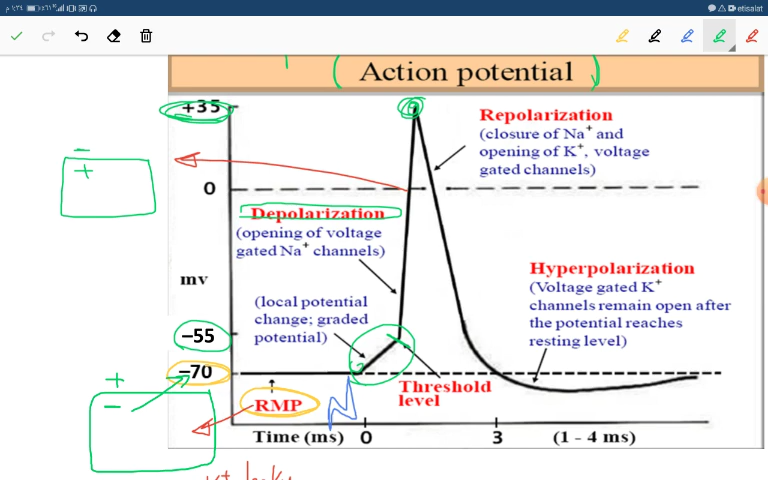 etisalat
Action potential
+35
Repolarization
(closure of Na⁺ and
opening of K⁺, voltage
gated channels)
−
+
0
Depolarization
(opening of voltage
gated Na⁺ channels)
Hyperpolarization
(Voltage gated K⁺
channels remain open after
the potential reaches
resting level)
mv
(local potential
change; graded
potential)
−55
−70
+
−
Threshold
level
RMP
Time (ms) 0 3 (1 - 4 ms)